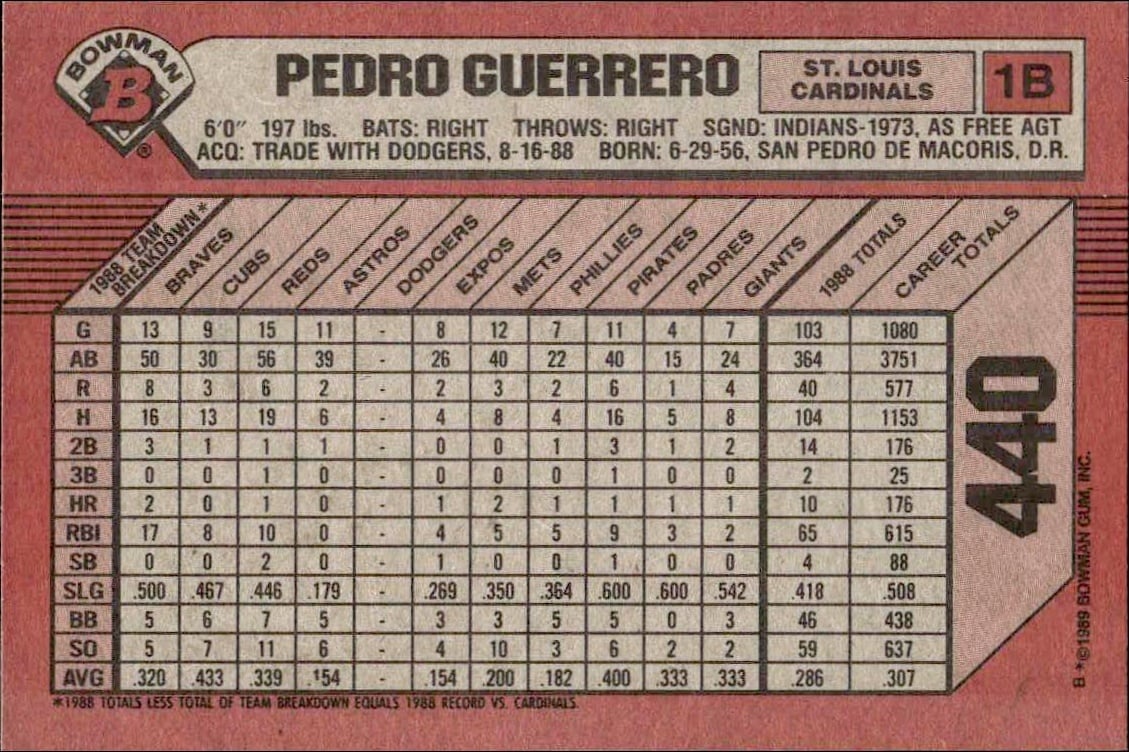 BOWMAN
B
®
PEDRO GUERRERO
ST. LOUIS
CARDINALS
1B
6'0" 197 lbs. BATS: RIGHT THROWS: RIGHT SGND: INDIANS-1973, AS FREE AGT
ACQ: TRADE WITH DODGERS, 8-16-88 BORN: 6-29-56, SAN PEDRO DE MACORIS, D.R.
1988 TEAM BREAKDOWN* BRAVES CUBS REDS ASTROS DODGERS EXPOS METS PHILLIES PIRATES PADRES GIANTS 1988 TOTALS CAREER TOTALS
G 13 9 15 11 - 8 12 7 11 4 7 103 1080
AB 50 30 56 39 - 26 40 22 40 15 24 364 3751
R 8 3 6 2 - 2 3 2 6 1 4 40 577
H 16 13 19 6 - 4 8 4 16 5 8 104 1153
2B 3 1 1 1 - 0 0 1 3 1 2 14 176
3B 0 0 1 0 - 0 0 0 1 0 0 2 25
HR 2 0 1 0 - 1 2 1 1 1 1 10 176
RBI 17 8 10 0 - 4 5 5 9 3 2 65 615
SB 0 0 2 0 - 1 0 0 1 0 0 4 88
SLG .500 .467 .446 .179 - .269 .350 .364 .600 .600 .542 .418 .508
BB 5 6 7 5 - 3 3 5 5 0 3 46 438
SO 5 7 11 6 - 4 10 3 6 2 2 59 637
AVG .320 .433 .339 .154 - .154 .200 .182 .400 .333 .333 .286 .307
*1988 TOTALS LESS TOTAL OF TEAM BREAKDOWN EQUALS 1988 RECORD VS. CARDINALS.
440
B*©1989 BOWMAN GUM, INC.